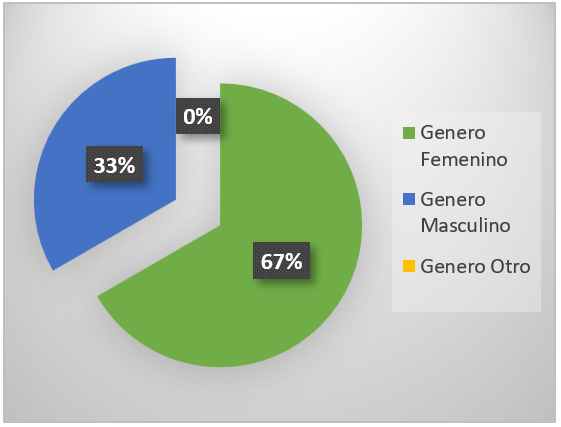 0%
33%
67%
Genero
Femenino
Genero
Masculino
Genero Otro